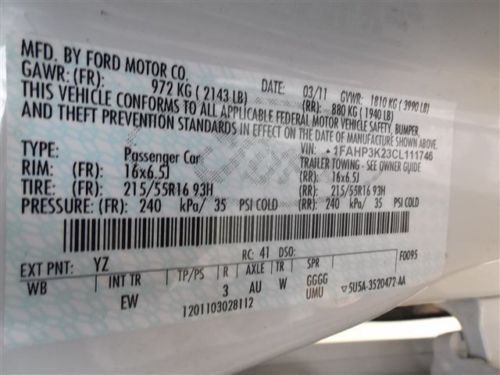 MFD. BY FORD MOTOR CO.
DATE: 03/11 GVWR: 1810 KG (3990 LB)
GAWR: (FR): 972 KG (2143 LB) (RR): 880 KG (1940 LB)
THIS VEHICLE CONFORMS TO ALL APPLICABLE FEDERAL MOTOR VEHICLE SAFETY, BUMPER,
AND THEFT PREVENTION STANDARDS IN EFFECT ON THE DATE OF MANUFACTURE SHOWN ABOVE.
VIN: 1FAHP3K23CL111746
TYPE: Passenger Car TRAILER TOWING - SEE OWNER GUIDE
RIM: (FR): 16x6.5J (RR): 16x6.5J
TIRE: (FR): 215/55R16 93H (RR): 215/55R16 93H
PRESSURE: (FR): 240 kPa/ 35 PSI COLD (RR): 240 kPa/ 35 PSI COLD
EXT PNT: YZ RC: 41 DSO: F0095
WB INT TR TP/PS R AXLE TR SPR
EW 3 AU W GGGG UMU
▽5U5A-3520472-AA
1201103028112